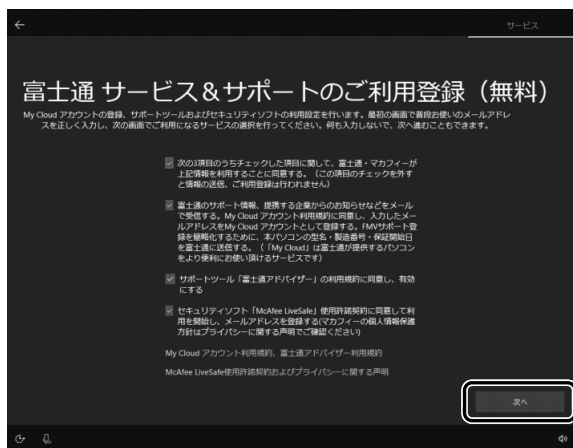 サービス
富士通 サービス＆サポートのご利用登録（無料）
My Cloud アカウントの登録、サポートツールおよびセキュリティソフトの利用設定を行います。最初の画面で普段お使いのメールアドレ
スを正しく入力し、次の画面でご利用になるサービスの選択を行ってください。何も入力しないで、次へ進むこともできます。
次の3項目のうちチェックした項目に関して、富士通・マカフィーが
上記情報を利用することに同意する。（この項目のチェックを外す
と情報の送信、ご利用登録は行われません）
富士通のサポート情報、提携する企業からのお知らせなどをメール
で受信する。My Cloud アカウント利用規約に同意し、入力したメー
ルアドレスをMy Cloud アカウントとして登録する。FMVサポート登
録を簡略化するために、本パソコンの型名・製造番号・保証開始日
を富士通に送信する。（「My Cloud」は富士通が提供するパソコン
をより便利にお使い頂けるサービスです）
サポートツール「富士通アドバイザー」の利用規約に同意し、有効
にする
セキュリティソフト「McAfee LiveSafe」使用許諾契約に同意して利
用を開始し、メールアドレスを登録する(マカフィーの個人情報保護
方針はプライバシーに関する声明でご確認ください)
My Cloud アカウント利用規約、富士通アドバイザー利用規約
McAfee LiveSafe使用許諾契約およびプライバシーに関する声明
次へ